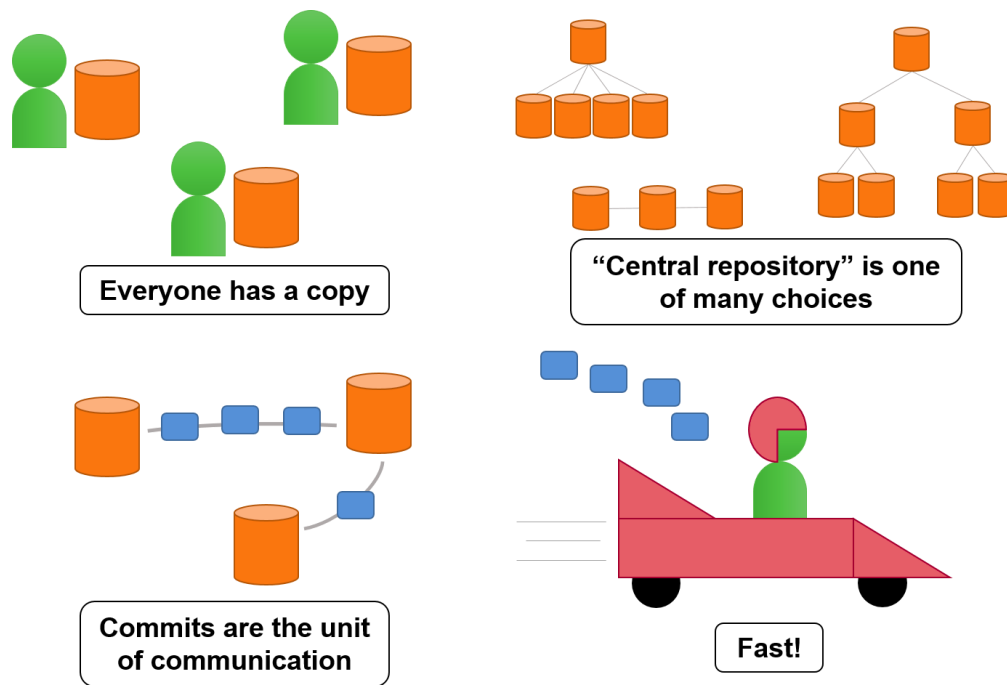 Everyone has a copy
“Central repository” is one
of many choices
Commits are the unit
of communication
Fast!